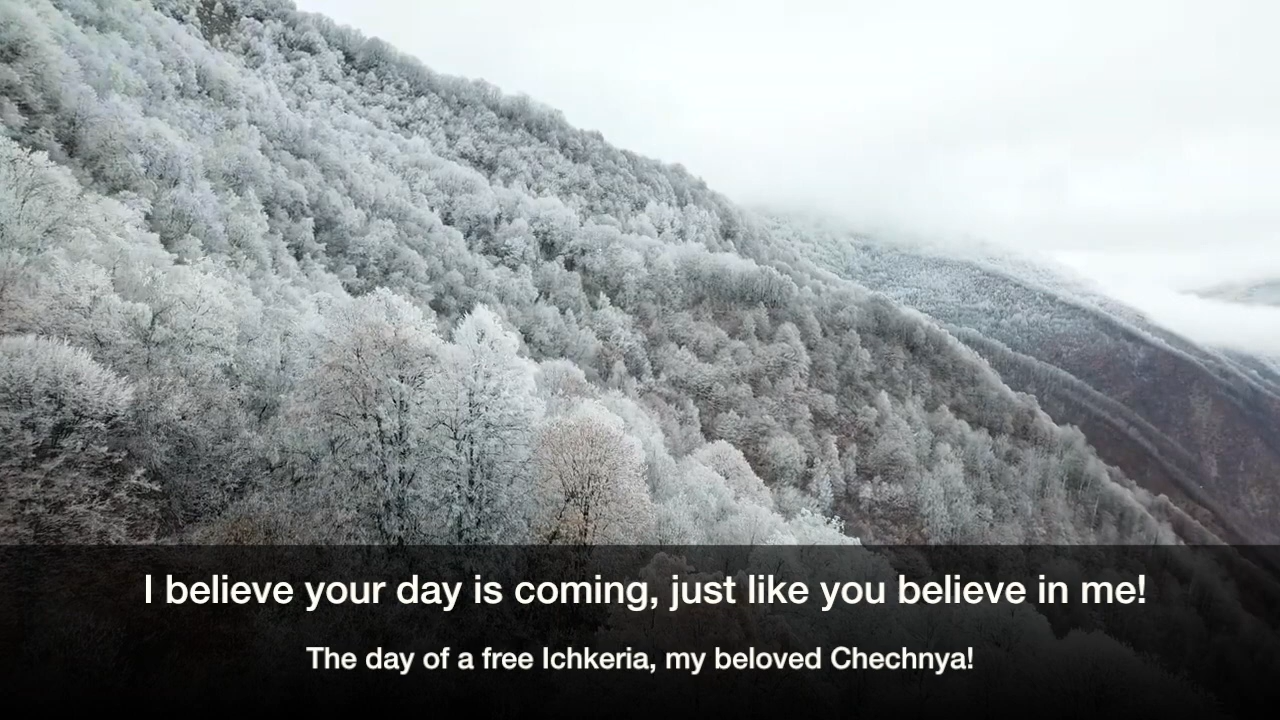 I believe your day is coming, just like you believe in me!
The day of a free Ichkeria, my beloved Chechnya!